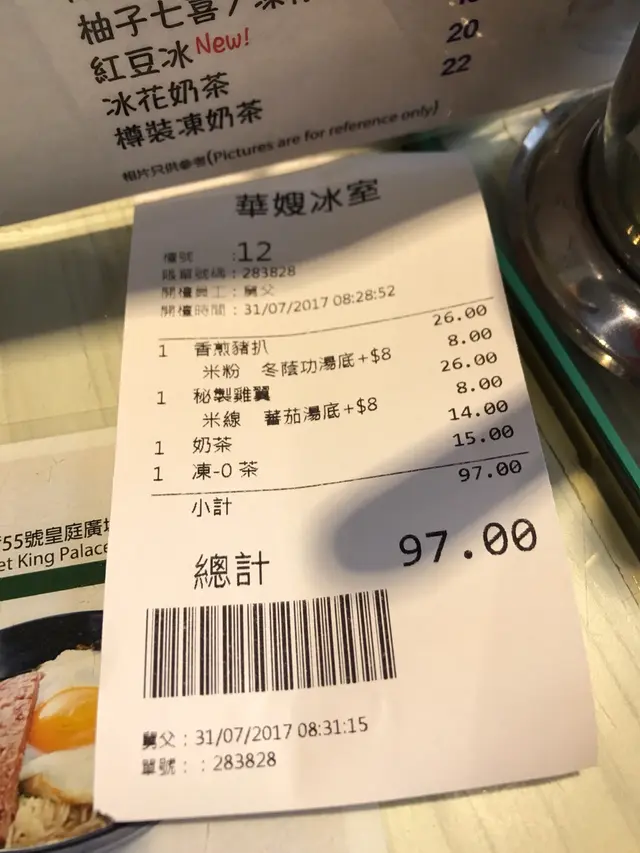 柚子七喜/凍
紅豆冰 New!
20
冰花奶茶
22
樽裝凍奶茶
相片只供參考(Pictures are for reference only)
華嫂冰室
檯號 :12
賬單號碼：283828
開檯員工：舅父
開檯時間：31/07/2017 08:28:52
1 香煎豬扒 26.00
米粉 冬蔭功湯底+$8 8.00
1 秘製雞翼 26.00
米線 蕃茄湯底+$8 8.00
1 奶茶 14.00
1 凍-0 茶 15.00
小計 97.00
總計 97.00
舅父：31/07/2017 08:31:15
單號：：283828
55號皇庭廣場
et King Palace